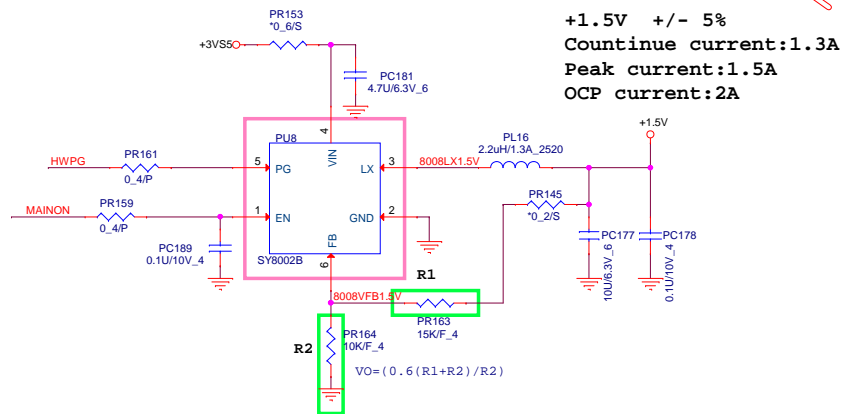 PR153
*0_6/S
+3VS5
PC181
4.7U/6.3V_6
+1.5V +/- 5%
Countinue current:1.3A
Peak current:1.5A
OCP current:2A
+1.5V
4
PU8
VIN
PL16
2.2uH/1.3A_2520
HWPG
PR161
0_4/P
5
PG
LX
3
8008LX1.5V
PR145
*0_2/S
MAINON
PR159
0_4/P
1
EN
GND
2
PC189
0.1U/10V_4
FB
SY8002B
6
PC177
10U/6.3V_6
PC178
0.1U/10V_4
R1
8008VFB1.5V
PR163
15K/F_4
R2
PR164
10K/F_4
VO=(0.6(R1+R2)/R2)